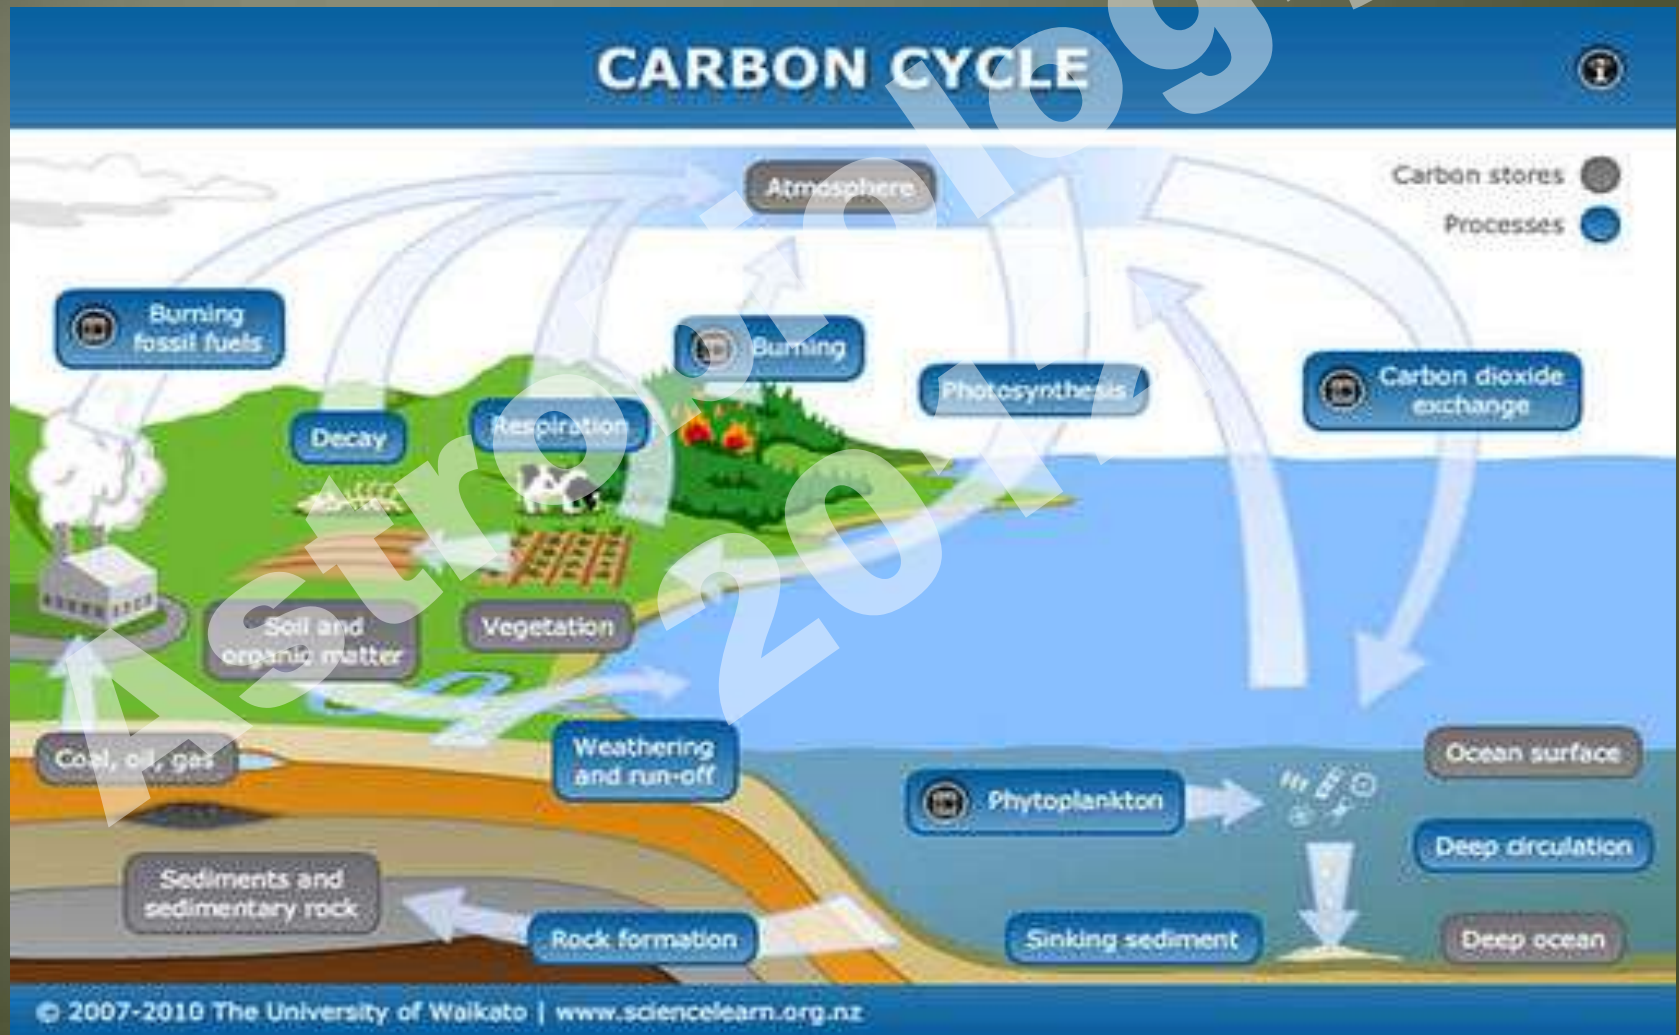 CARBON CYCLE
Atmosphere
Carbon stores
Processes
Burning
fossil fuels
Burning
Photosynthesis
Carbon dioxide
exchange
Decay
Respiration
Soil and
organic matter
Vegetation
Coal, oil, gas
Weathering
and run-off
Ocean surface
Phytoplankton
Deep circulation
Sediments and
sedimentary rock
Rock formation
Sinking sediment
Deep ocean
© 2007-2010 The University of Waikato | www.sciencelearn.org.nz
2017